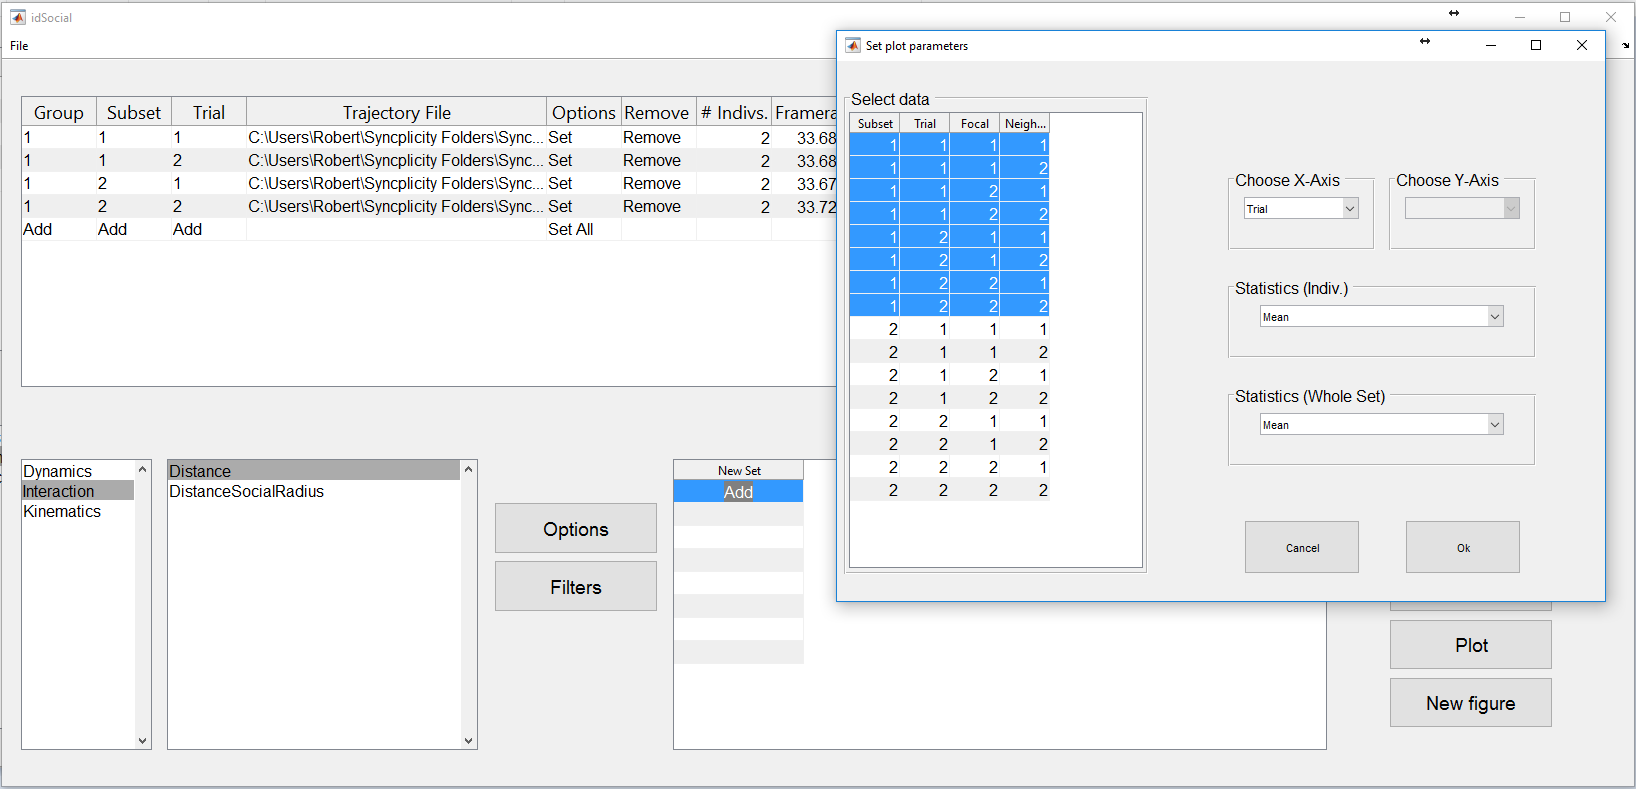 idSocial
File
Group Subset Trial Trajectory File Options Remove # Indivs. Framera
1 1 1 C:\Users\Robert\Syncplicity Folders\Sync... Set Remove 2 33.68
1 1 2 C:\Users\Robert\Syncplicity Folders\Sync... Set Remove 2 33.68
1 2 1 C:\Users\Robert\Syncplicity Folders\Sync... Set Remove 2 33.67
1 2 2 C:\Users\Robert\Syncplicity Folders\Sync... Set Remove 2 33.72
Add Add Add Set All
Dynamics
Interaction
Kinematics
Distance
DistanceSocialRadius
Options
Filters
New Set
Add
Plot
New figure
Set plot parameters
Select data
Subset Trial Focal Neigh...
1 1 1 1
1 1 1 2
1 1 2 1
1 1 2 2
1 2 1 1
1 2 1 2
1 2 2 1
1 2 2 2
2 1 1 1
2 1 1 2
2 1 2 1
2 1 2 2
2 2 1 1
2 2 1 2
2 2 2 1
2 2 2 2
Choose X-Axis
Trial
Choose Y-Axis
Statistics (Indiv.)
Mean
Statistics (Whole Set)
Mean
Cancel
Ok